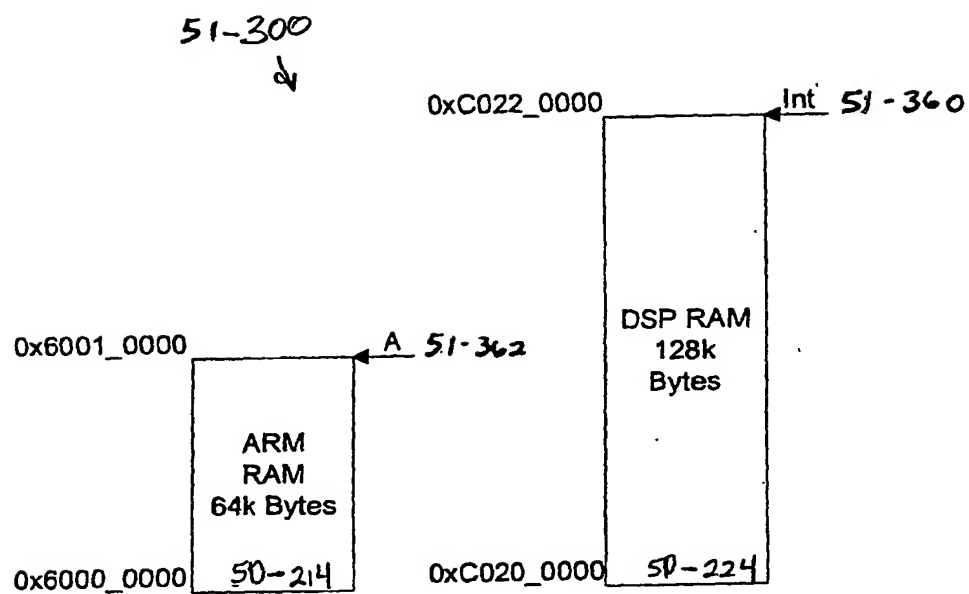 51-300
0xC022_0000
Int 51-360
0x6001_0000
A 51-362
DSP RAM
128k
Bytes
ARM
RAM
64k Bytes
0x6000_0000
50-214
0xC020_0000
50-224